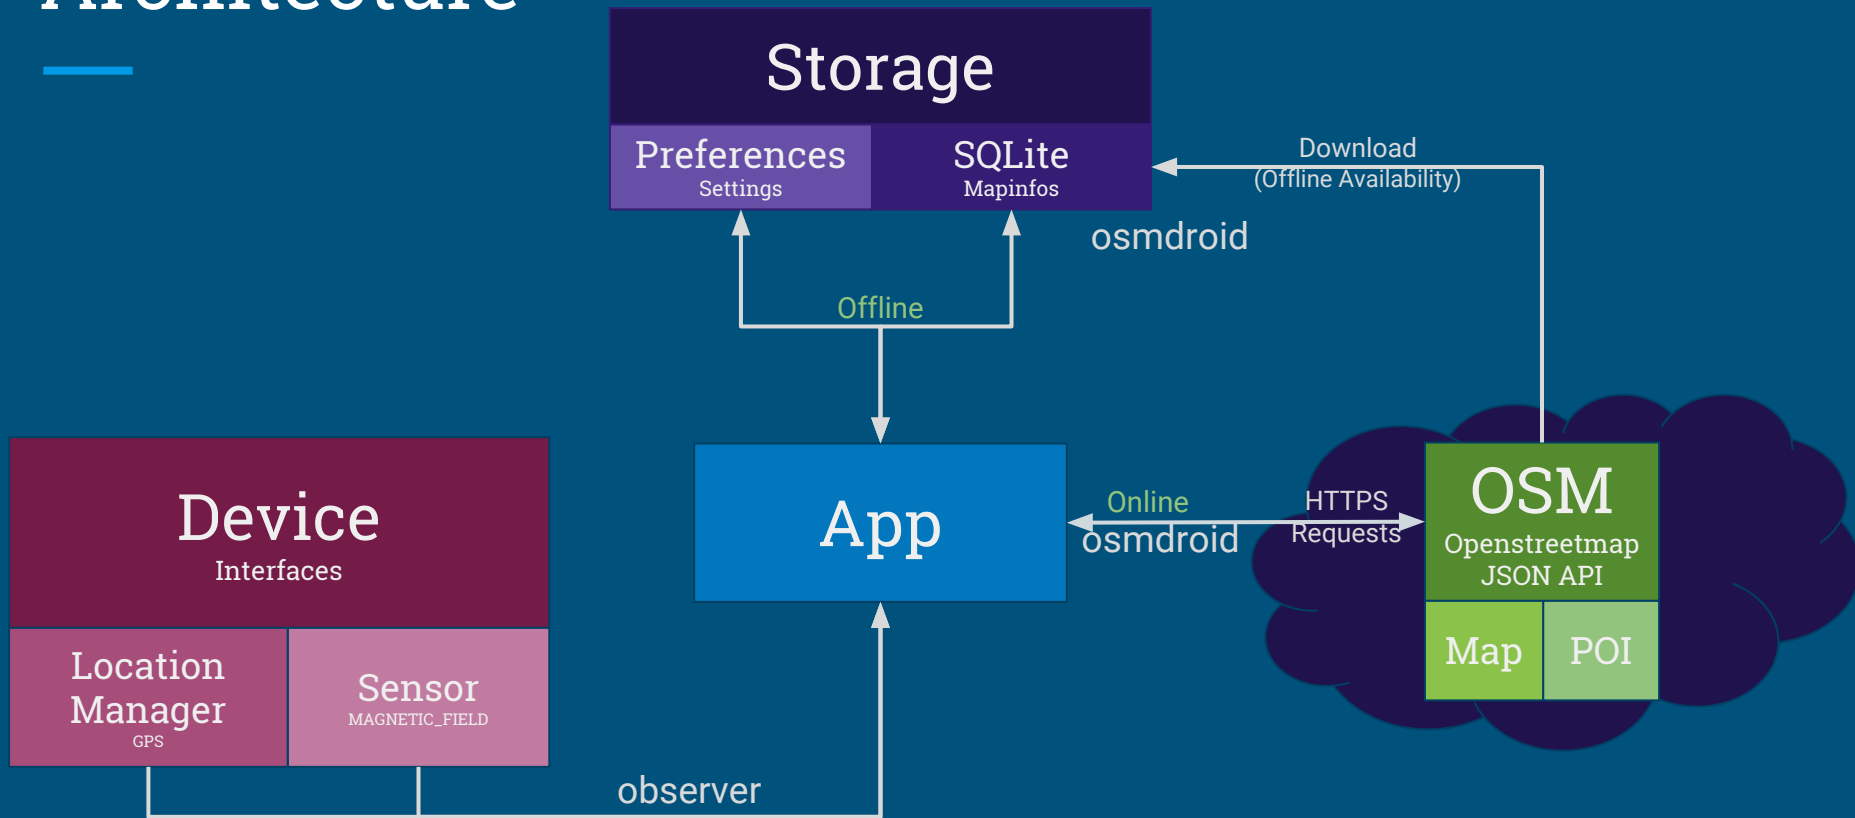 Architecture
Storage
Preferences
Settings
SQLite
Mapinfos
Download
(Offline Availability)
osmdroid
Offline
Device
Interfaces
Location
Manager
GPS
Sensor
MAGNETIC_FIELD
App
Online
osmdroid
HTTPS
Requests
OSM
Openstreetmap
JSON API
Map
POI
observer